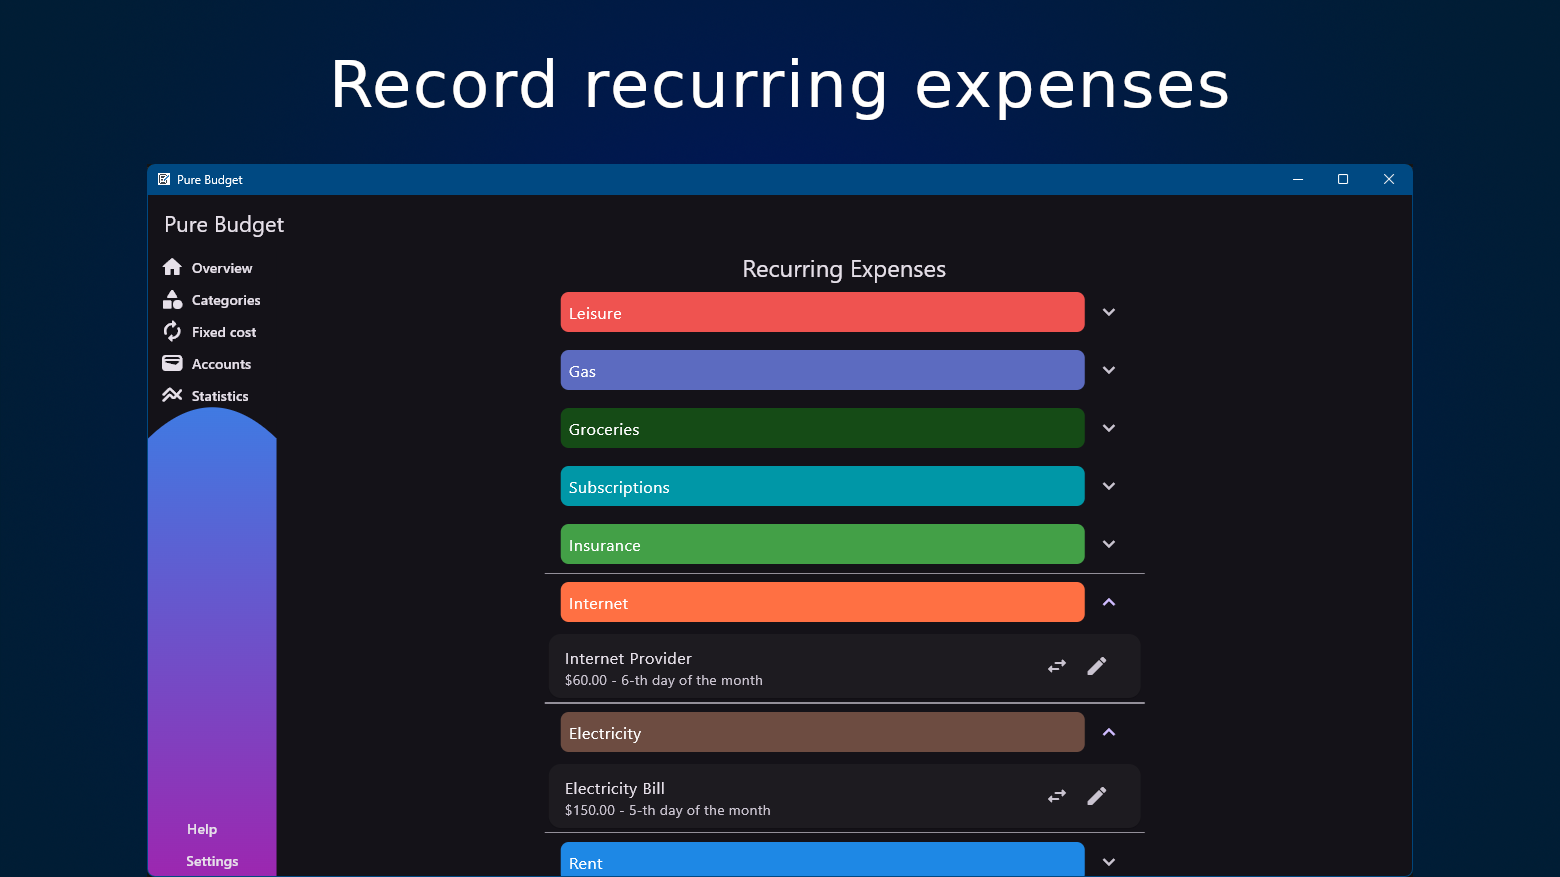 Record recurring expenses
Pure Budget
Pure Budget
Overview
Categories
Fixed cost
Accounts
Statistics
Help
Settings
Recurring Expenses
Leisure
Gas
Groceries
Subscriptions
Insurance
Internet
Internet Provider
$60.00 - 6-th day of the month
Electricity
Electricity Bill
$150.00 - 5-th day of the month
Rent